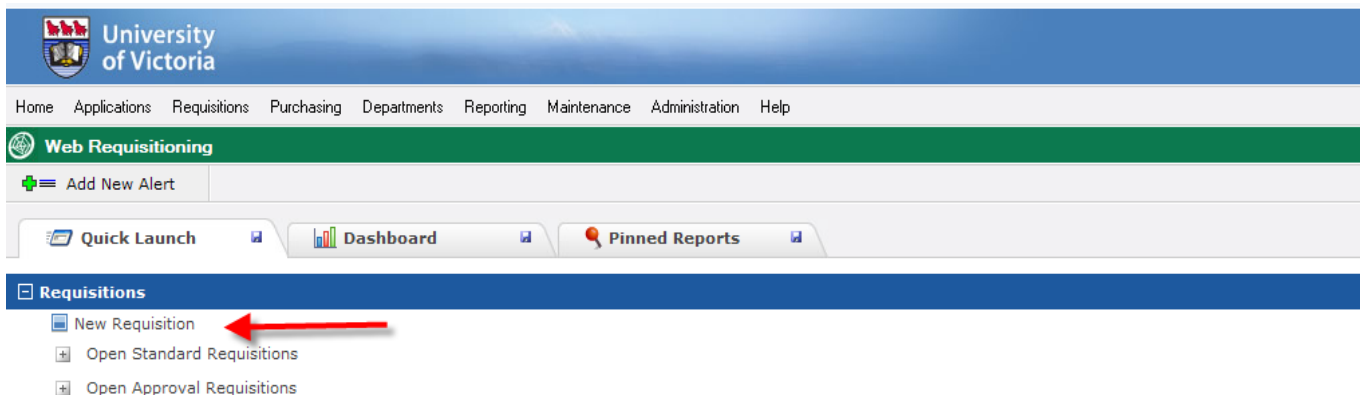 University
of Victoria
Home Applications Requisitions Purchasing Departments Reporting Maintenance Administration Help
Web Requisitioning
Add New Alert
Quick Launch Dashboard Pinned Reports
Requisitions
New Requisition
Open Standard Requisitions
Open Approval Requisitions